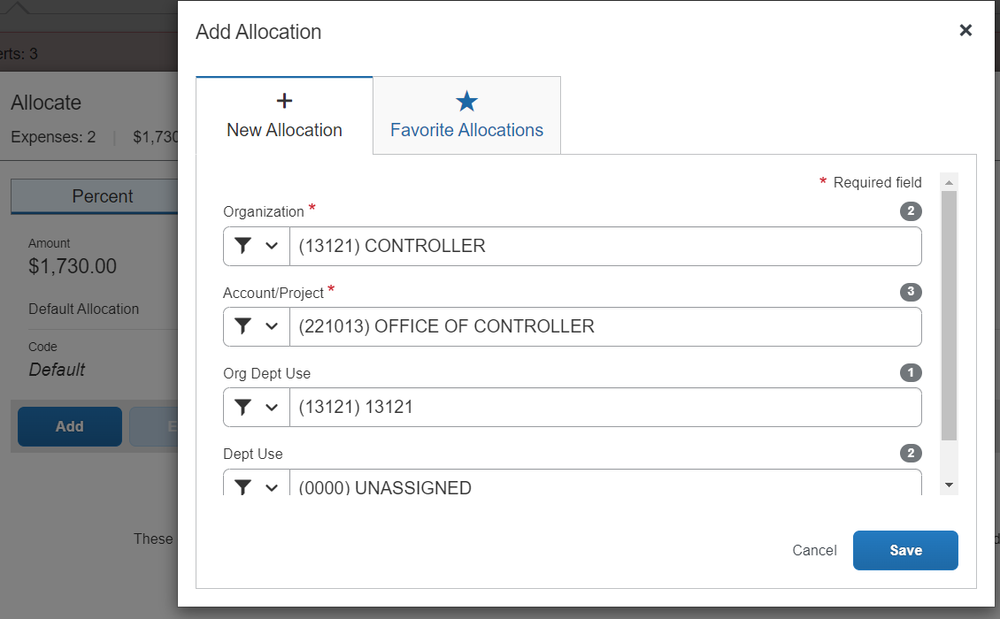 Add Allocation
erts: 3
Allocate
Expenses: 2 | $1,730
Percent
Amount
$1,730.00
Default Allocation
Code
Default
Add
These
New Allocation
Favorite Allocations
* Required field
Organization *
2
(13121) CONTROLLER
Account/Project *
3
(221013) OFFICE OF CONTROLLER
Org Dept Use
1
(13121) 13121
Dept Use
2
(0000) UNASSIGNED
Cancel
Save